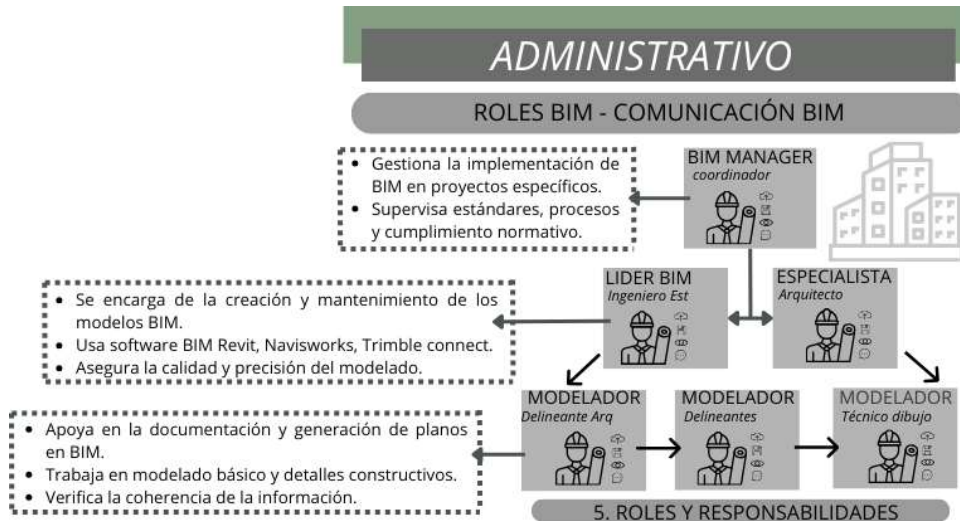 ADMINISTRATIVO
ROLES BIM - COMUNICACIÓN BIM
• Gestiona la implementación de
BIM en proyectos específicos.
• Supervisa estándares, procesos
y cumplimiento normativo.
BIM MANAGER
coordinador
• Se encarga de la creación y mantenimiento de los
modelos BIM.
• Usa software BIM Revit, Navisworks, Trimble connect.
• Asegura la calidad y precisión del modelado.
LIDER BIM
Ingeniero Est
ESPECIALISTA
Arquitecto
• Apoya en la documentación y generación de planos
en BIM.
• Trabaja en modelado básico y detalles constructivos.
• Verifica la coherencia de la información.
MODELADOR
Delineante Arq
MODELADOR
Delineantes
MODELADOR
Técnico dibujo
5. ROLES Y RESPONSABILIDADES